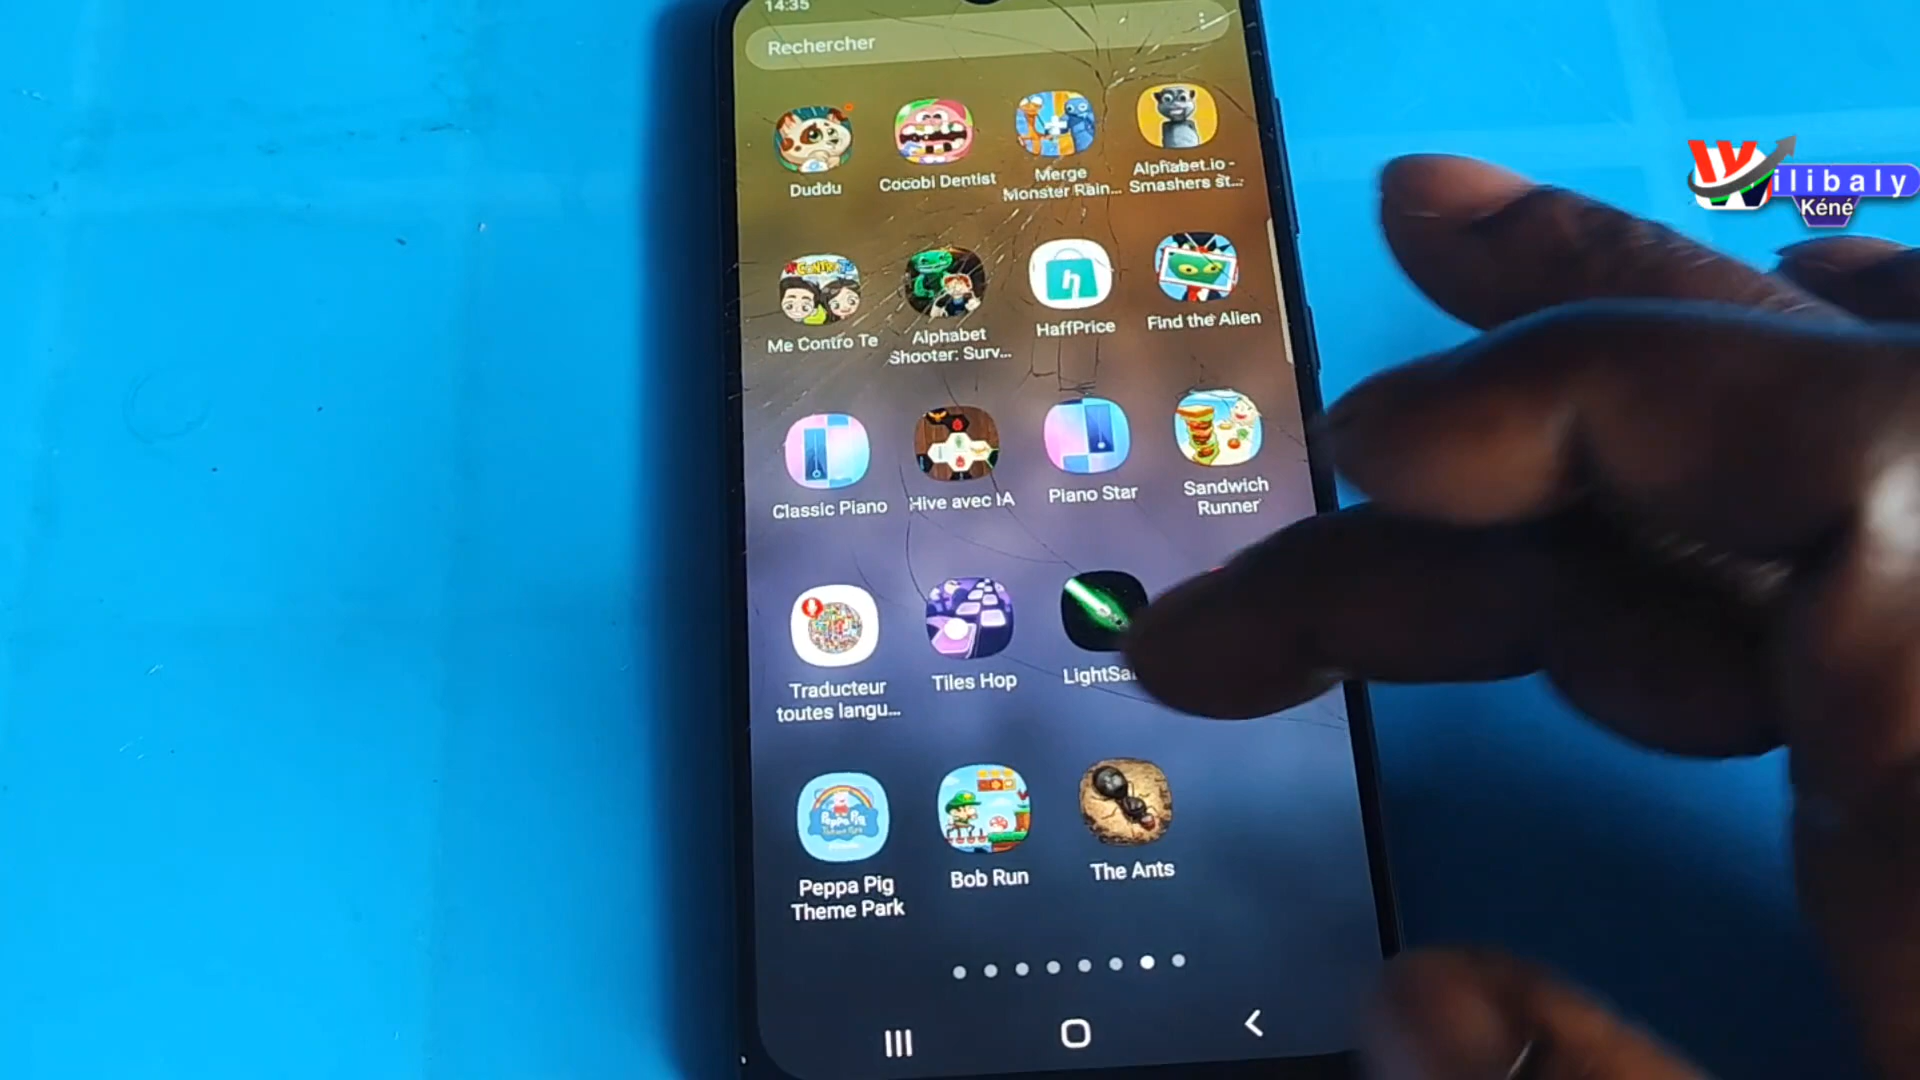 14:35
Rechercher
Duddu
Cocobi Dentist
Merge
Monster Rain...
Alphabet.io -
Smashers st...
Me Contro Te
Alphabet
Shooter: Surv...
HaffPrice
Find the Alien
Classic Piano
Hive avec IA
Piano Star
Sandwich
Runner
Traducteur
toutes langu...
Tiles Hop
Peppa Pig
Theme Park
Bob Run
The Ants
Wilibaly
Kéné